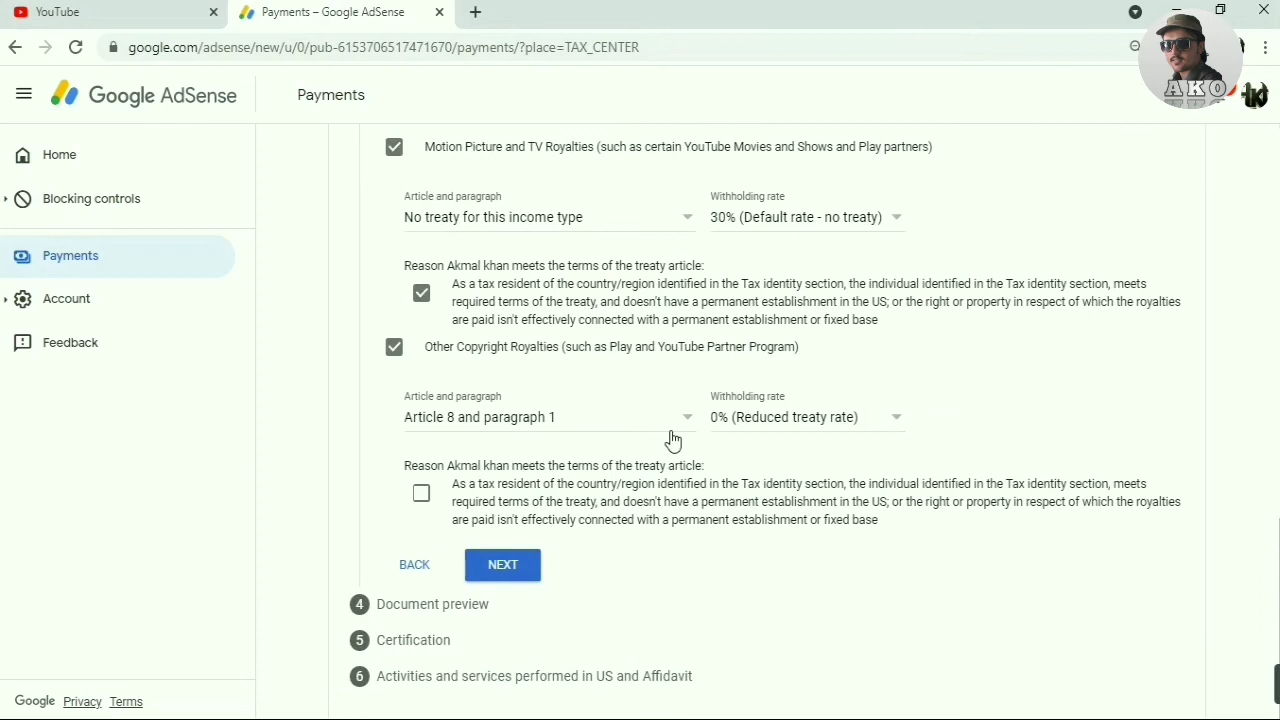 YouTube
Payments – Google AdSense
google.com/adsense/new/u/0/pub-6153706517471670/payments/?place=TAX_CENTER
AKO
Google AdSense
Payments
Home
Blocking controls
Payments
Account
Feedback
Motion Picture and TV Royalties (such as certain YouTube Movies and Shows and Play partners)
Article and paragraph
Withholding rate
No treaty for this income type
30% (Default rate - no treaty)
Reason Akmal khan meets the terms of the treaty article:
As a tax resident of the country/region identified in the Tax identity section, the individual identified in the Tax identity section, meets
required terms of the treaty, and doesn't have a permanent establishment in the US; or the right or property in respect of which the royalties
are paid isn't effectively connected with a permanent establishment or fixed base
Other Copyright Royalties (such as Play and YouTube Partner Program)
Article and paragraph
Withholding rate
Article 8 and paragraph 1
0% (Reduced treaty rate)
Reason Akmal khan meets the terms of the treaty article:
As a tax resident of the country/region identified in the Tax identity section, the individual identified in the Tax identity section, meets
required terms of the treaty, and doesn't have a permanent establishment in the US; or the right or property in respect of which the royalties
are paid isn't effectively connected with a permanent establishment or fixed base
BACK
NEXT
4 Document preview
5 Certification
6 Activities and services performed in US and Affidavit
Google Privacy Terms